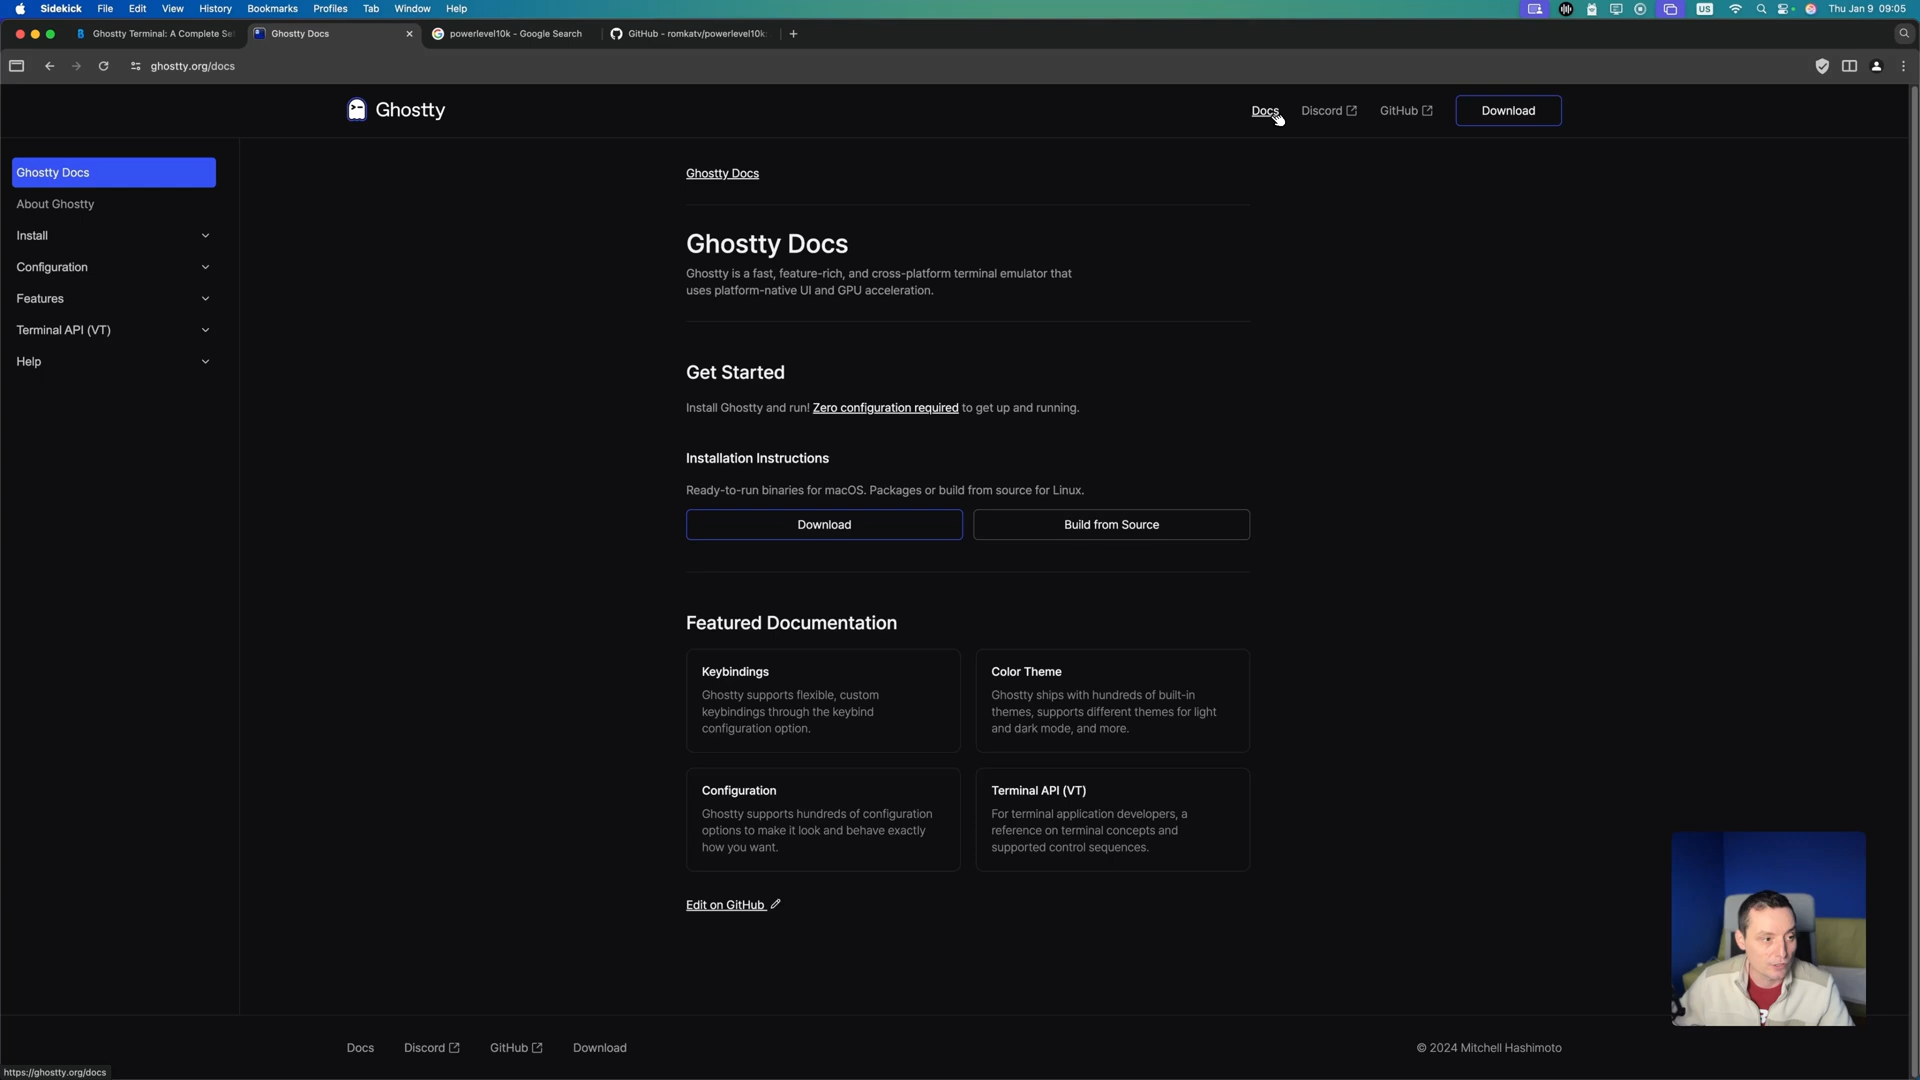 Sidekick File Edit View History Bookmarks Profiles Tab Window Help US Thu Jan 9 09:05
Ghostty Terminal: A Complete Se Ghostty Docs powerlevel10k - Google Search GitHub - romkatv/powerlevel10k:
ghostty.org/docs
Ghostty
Docs Discord GitHub Download
Ghostty Docs
About Ghostty
Install
Configuration
Features
Terminal API (VT)
Help
Ghostty Docs
Ghostty Docs
Ghostty is a fast, feature-rich, and cross-platform terminal emulator that
uses platform-native UI and GPU acceleration.
Get Started
Install Ghostty and run! Zero configuration required to get up and running.
Installation Instructions
Ready-to-run binaries for macOS. Packages or build from source for Linux.
Download Build from Source
Featured Documentation
Keybindings
Ghostty supports flexible, custom
keybindings through the keybind
configuration option.
Color Theme
Ghostty ships with hundreds of built-in
themes, supports different themes for light
and dark mode, and more.
Configuration
Ghostty supports hundreds of configuration
options to make it look and behave exactly
how you want.
Terminal API (VT)
For terminal application developers, a
reference on terminal concepts and
supported control sequences.
Edit on GitHub
Docs Discord GitHub Download © 2024 Mitchell Hashimoto
https://ghostty.org/docs